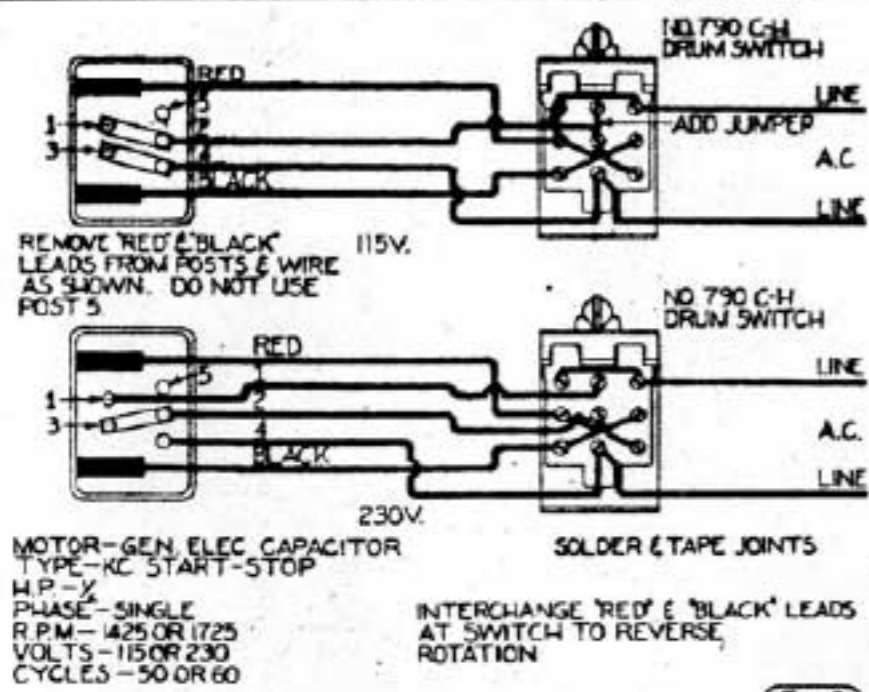 NO. 790 C-H
DRUM SWITCH
RED
5
1
2
3
4
BLACK
LINE
ADD JUMPER
A.C
LINE
REMOVE "RED" & "BLACK"
LEADS FROM POSTS & WIRE
AS SHOWN. DO NOT USE
POST 5
115V.
NO 790 C-H
DRUM SWITCH
RED
5
1
2
3
4
BLACK
LINE
A.C.
LINE
230V.
MOTOR-GEN. ELEC CAPACITOR
TYPE-KC START-STOP
H.P.-
PHASE-SINGLE
R.P.M-1425 OR 1725
VOLTS-115 OR 230
CYCLES-50 OR 60
SOLDER & TAPE JOINTS
INTERCHANGE "RED" & "BLACK" LEADS
AT SWITCH TO REVERSE
ROTATION